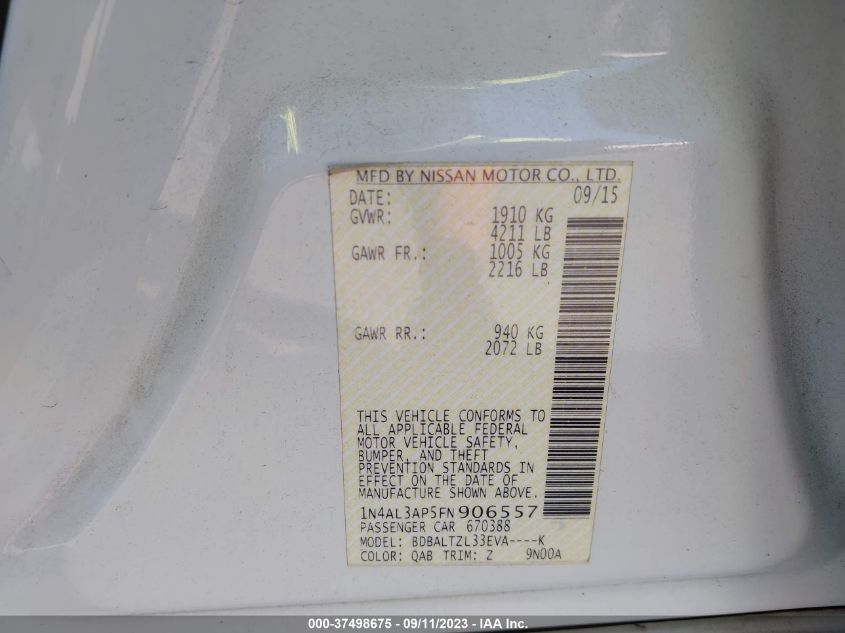 MFD BY NISSAN MOTOR CO., LTD.
DATE: 09/15
GVWR: 1910 KG
4211 LB
GAWR FR.: 1005 KG
2216 LB
GAWR RR.: 940 KG
2072 LB
THIS VEHICLE CONFORMS TO
ALL APPLICABLE FEDERAL
MOTOR VEHICLE SAFETY,
BUMPER, AND THEFT
PREVENTION STANDARDS IN
EFFECT ON THE DATE OF
MANUFACTURE SHOWN ABOVE.
1N4AL3AP5FN906557
PASSENGER CAR 670388
MODEL: BDBALTZL33EVA----K
COLOR: QAB TRIM: Z 9N00A
000-37498675 - 09/11/2023 - IAA Inc.